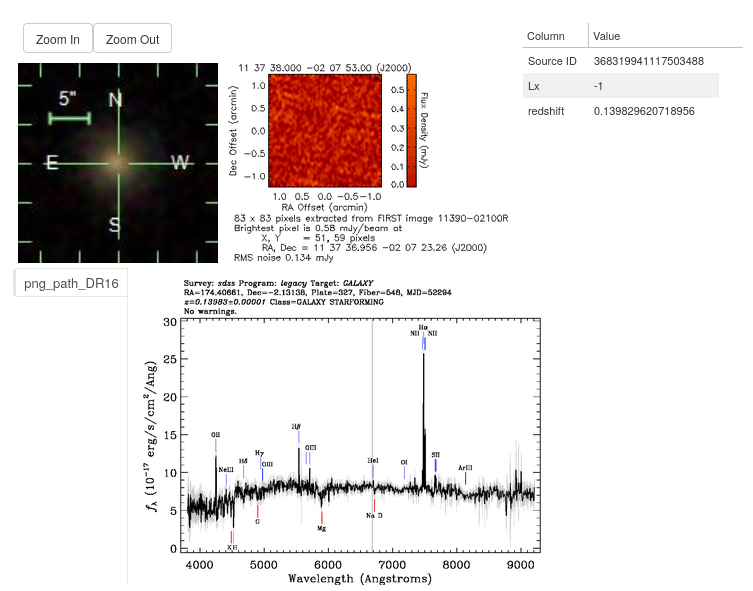 Zoom In Zoom Out
Column Value
Source ID 368319941117503488
Lx -1
redshift 0.139829620718956
5"
N
E W
S
11 37 38.000 -02 07 53.00 (J2000)
1.0
0.5
0.0
-0.5
-1.0
Dec Offset (arcmin)
1.0 0.5 0.0 -0.5 -1.0
RA Offset (arcmin)
0.5
0.4
0.3
0.2
0.1
0.0
Flux Density (mJy)
83 x 83 pixels extracted from FIRST image 11390-02100R
Brightest pixel is 0.58 mJy/beam at
X, Y = 51, 59 pixels
RA, Dec = 11 37 36.956 -02 07 23.26 (J2000)
RMS noise 0.134 mJy
png_path_DR16
Survey: sdss Program: legacy Target: GALAXY
RA=174.40661, Dec=-2.13138, Plate=327, Fiber=548, MJD=52294
z=0.13983±0.00001 Class=GALAXY STARFORMING
No warnings.
30
25
20
15
10
5
0
fλ (10⁻¹⁷ erg/s/cm²/Ang)
Hα
NII NII
OII
NeIII
Hδ
Hγ
OIII
Hβ
OIII
HeI
OI
SII
ArIII
K H
G
Mg
Na D
4000 5000 6000 7000 8000 9000
Wavelength (Angstroms)